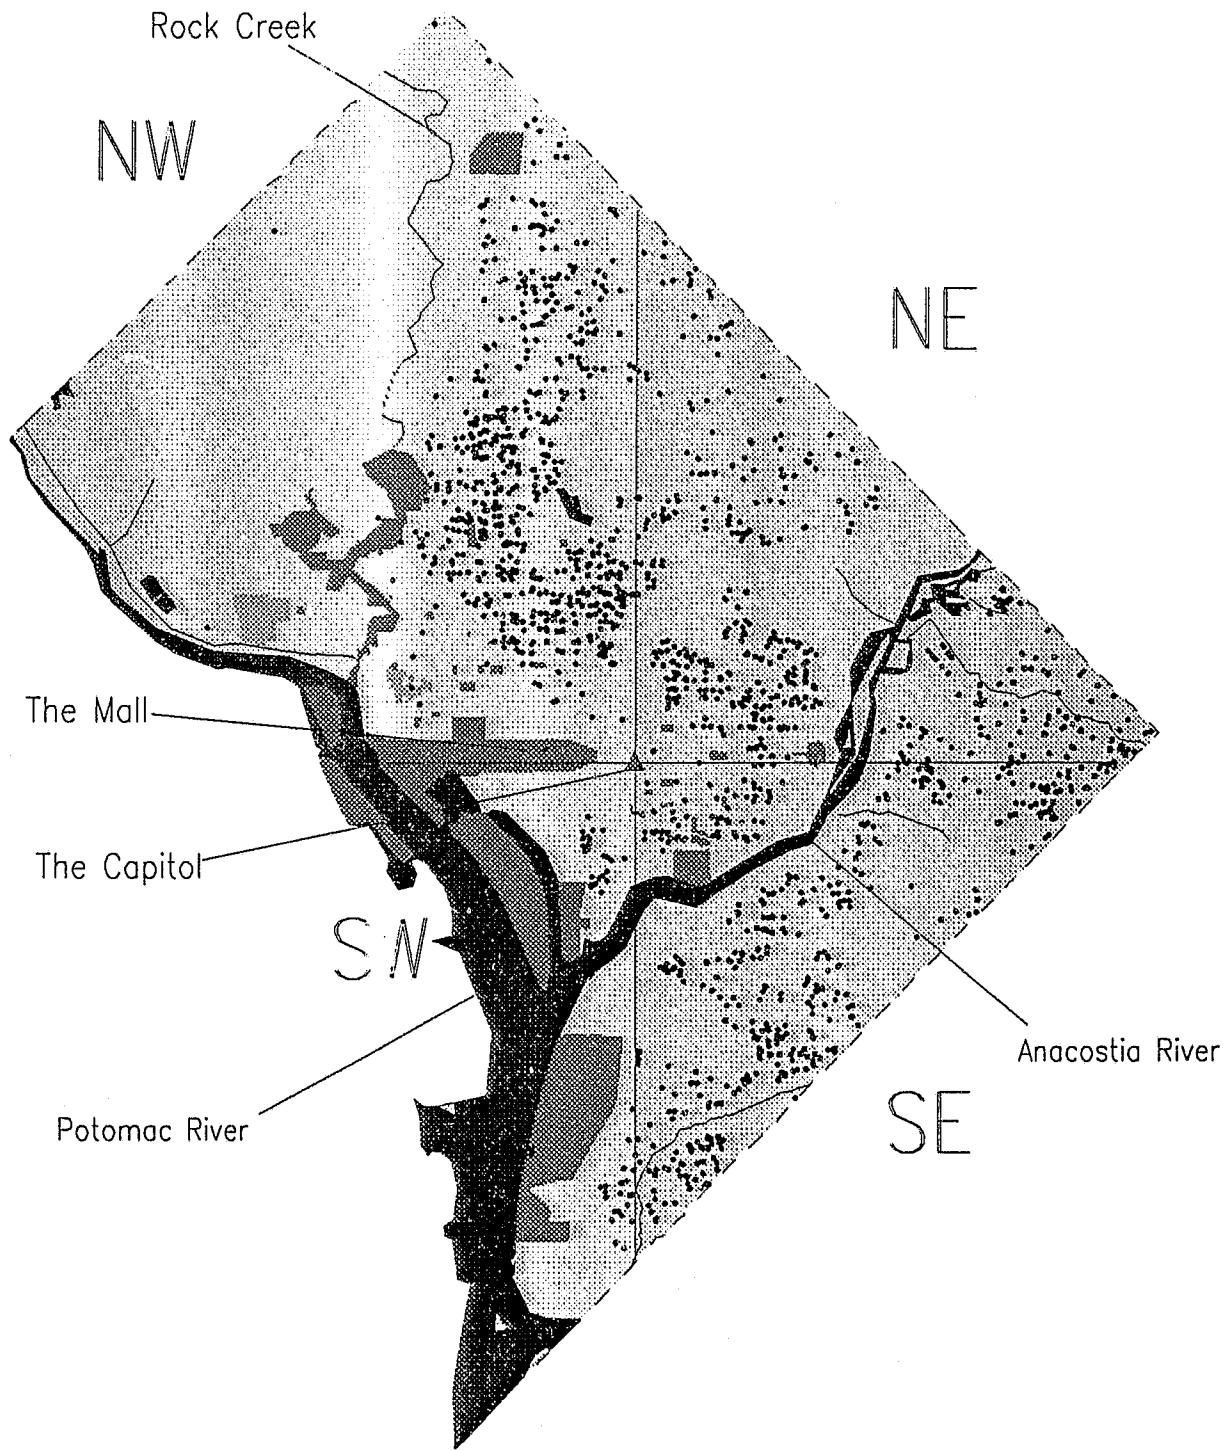 Rock Creek
NW
NE
The Mall
The Capitol
SW
Anacostia River
Potomac River
SE